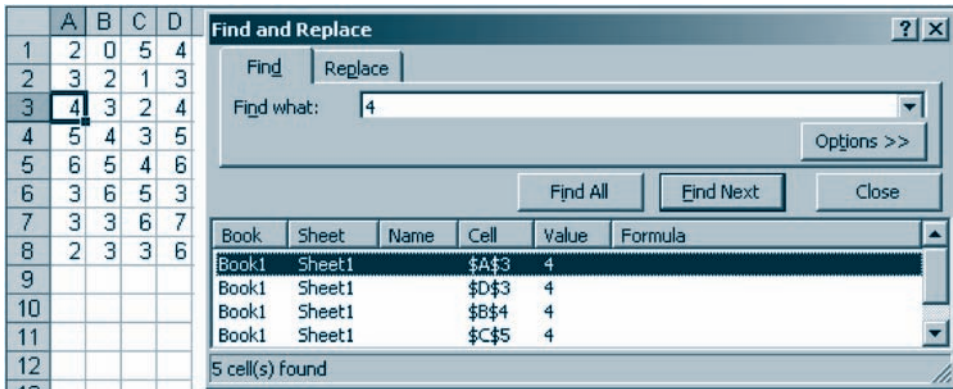 A B C D
1 2 0 5 4
2 3 2 1 3
3 4 3 2 4
4 5 4 3 5
5 6 5 4 6
6 3 6 5 3
7 3 3 6 7
8 2 3 3 6
9
10
11
12
Find and Replace
Find Replace
Find what: 4
Options >>
Find All Find Next Close
Book Sheet Name Cell Value Formula
Book1 Sheet1 $A$3 4
Book1 Sheet1 $D$3 4
Book1 Sheet1 $B$4 4
Book1 Sheet1 $C$5 4
5 cell(s) found